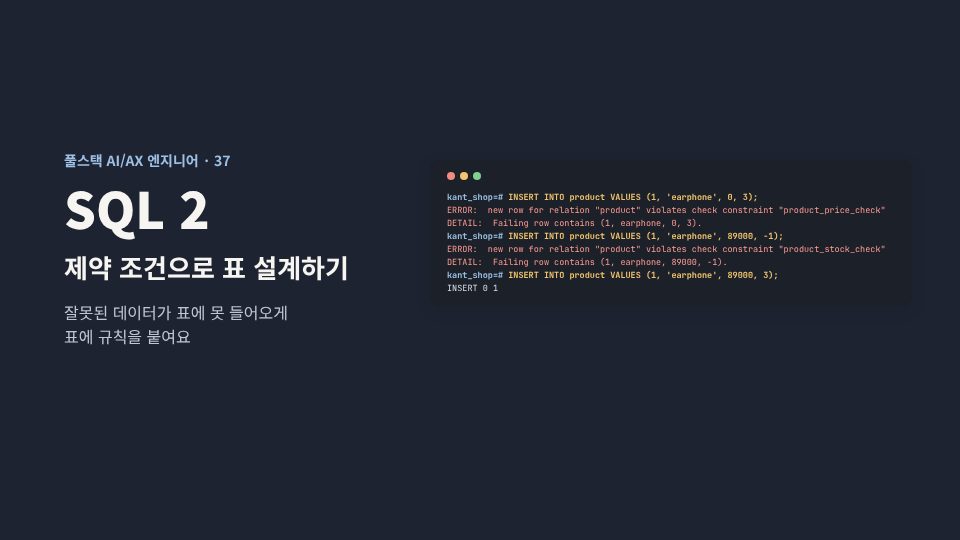 풀스택 AI/AX 엔지니어 · 37
SQL 2
제약 조건으로 표 설계하기
잘못된 데이터가 표에 못 들어오게
표에 규칙을 붙여요
kant_shop=# INSERT INTO product VALUES (1, 'earphone', 0, 3);
ERROR:  new row for relation "product" violates check constraint "product_price_check"
DETAIL:  Failing row contains (1, earphone, 0, 3).
kant_shop=# INSERT INTO product VALUES (1, 'earphone', 89000, -1);
ERROR:  new row for relation "product" violates check constraint "product_stock_check"
DETAIL:  Failing row contains (1, earphone, 89000, -1).
kant_shop=# INSERT INTO product VALUES (1, 'earphone', 89000, 3);
INSERT 0 1